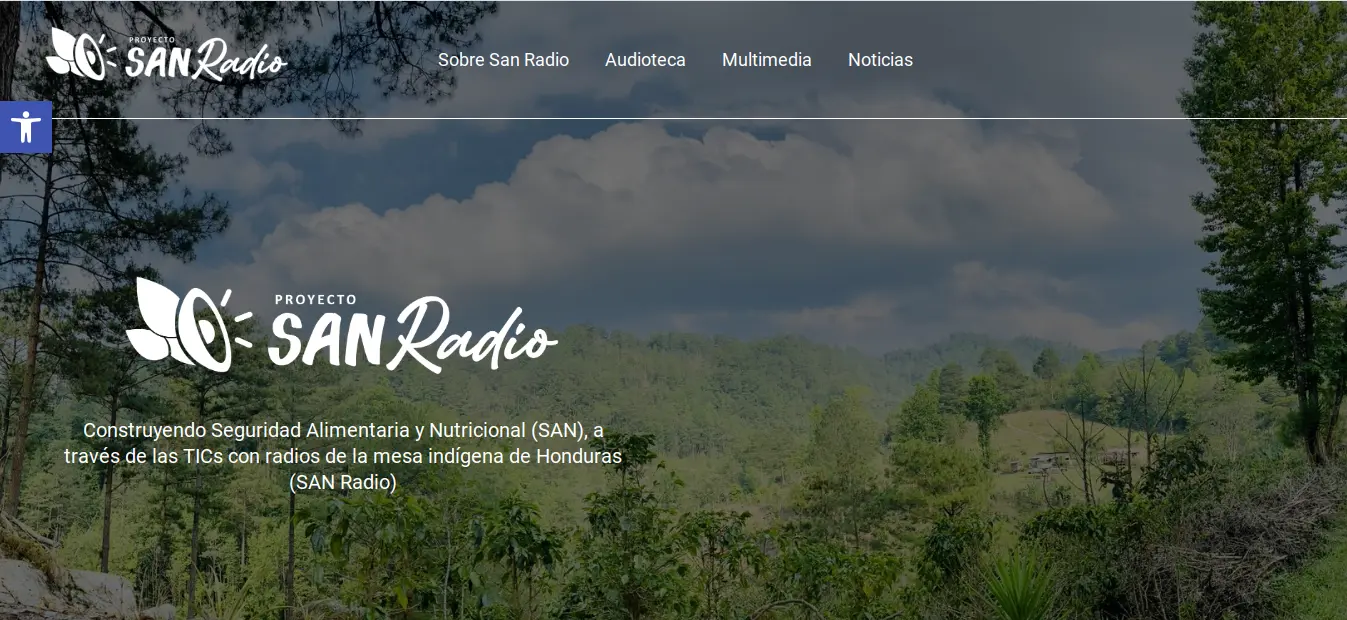 PROYECTO
SAN Radio
Sobre San Radio
Audioteca
Multimedia
Noticias
PROYECTO
SAN Radio
Construyendo Seguridad Alimentaria y Nutricional (SAN), a
través de las TICs con radios de la mesa indígena de Honduras
(SAN Radio)